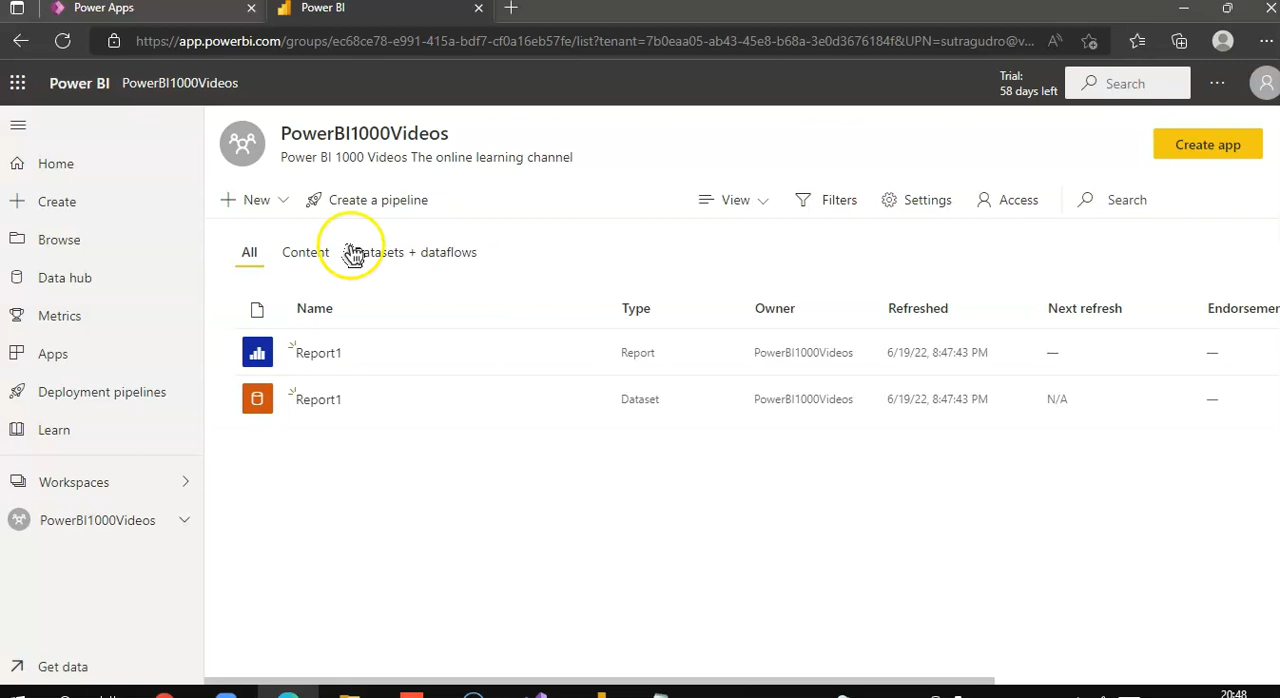 Power Apps
Power BI
https://app.powerbi.com/groups/ec68ce78-e991-415a-bdf7-cf0a16eb57fe/list?tenant=7b0eaa05-ab43-45e8-b68a-3e0d3676184f&UPN=sutragudro@v...
Power BI PowerBI1000Videos
Trial:
58 days left
Search
PowerBI1000Videos
Power BI 1000 Videos The online learning channel
Create app
New
Create a pipeline
View
Filters
Settings
Access
Search
All
Content
Datasets + dataflows
Name Type Owner Refreshed Next refresh Endorsemen
Report1 Report PowerBI1000Videos 6/19/22, 8:47:43 PM —  —
Report1 Dataset PowerBI1000Videos 6/19/22, 8:47:43 PM N/A —
Home
Create
Browse
Data hub
Metrics
Apps
Deployment pipelines
Learn
Workspaces
PowerBI1000Videos
Get data
20:48